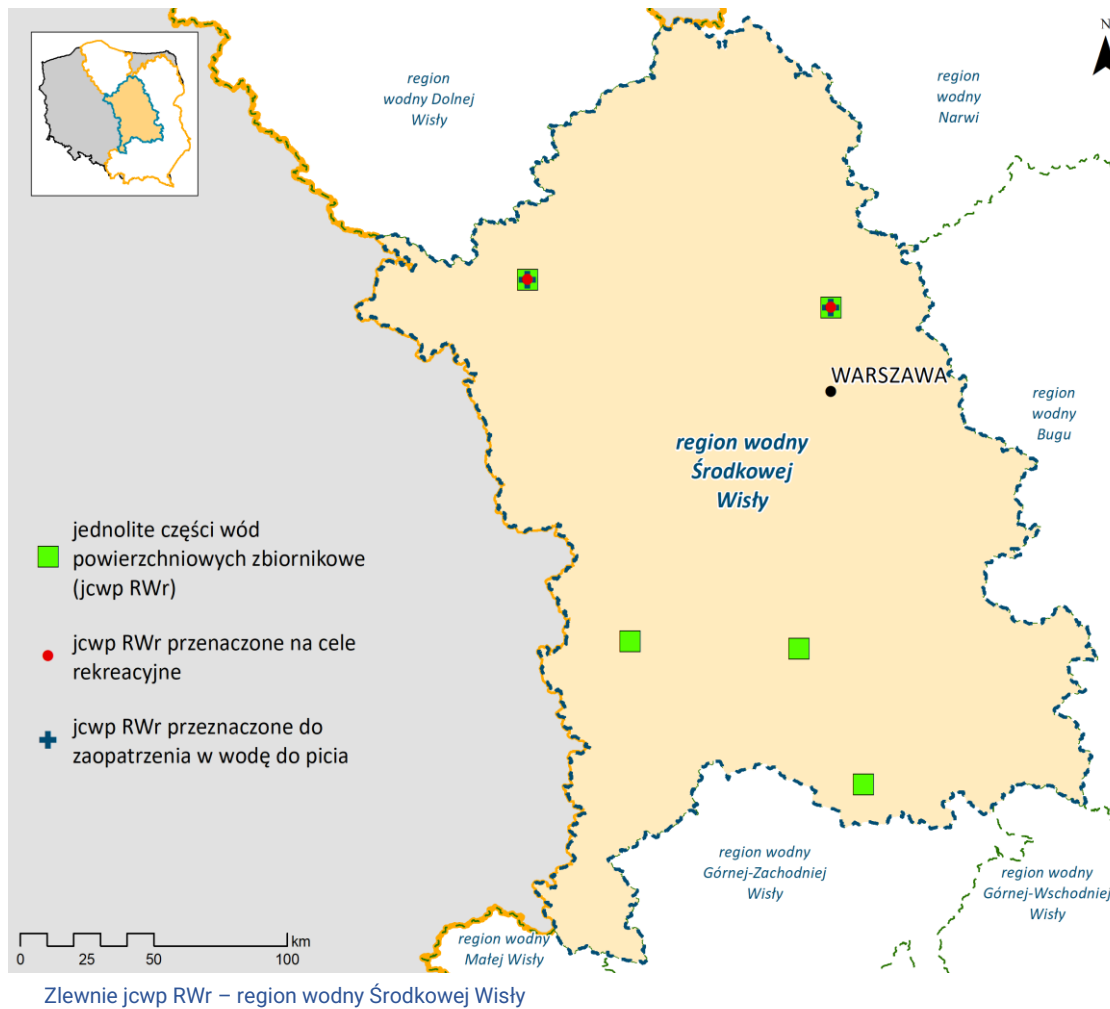 N
region
wodny Dolnej
Wisły
region
wodny
Narwi
WARSZAWA
region
wodny
Bugu
region wodny
Środkowej
Wisły
jednolite części wód
powierzchniowych zbiornikowe
(jcwp RWr)
jcwp RWr przenaczone na cele
rekreacyjne
jcwp RWr przeznaczone do
zaopatrzenia w wodę do picia
region wodny
Górnej-Zachodniej
Wisły
region wodny
Górnej-Wschodniej
Wisły
region wodny
Małej Wisły
km
0 25 50 100
Zlewnie jcwp RWr – region wodny Środkowej Wisły